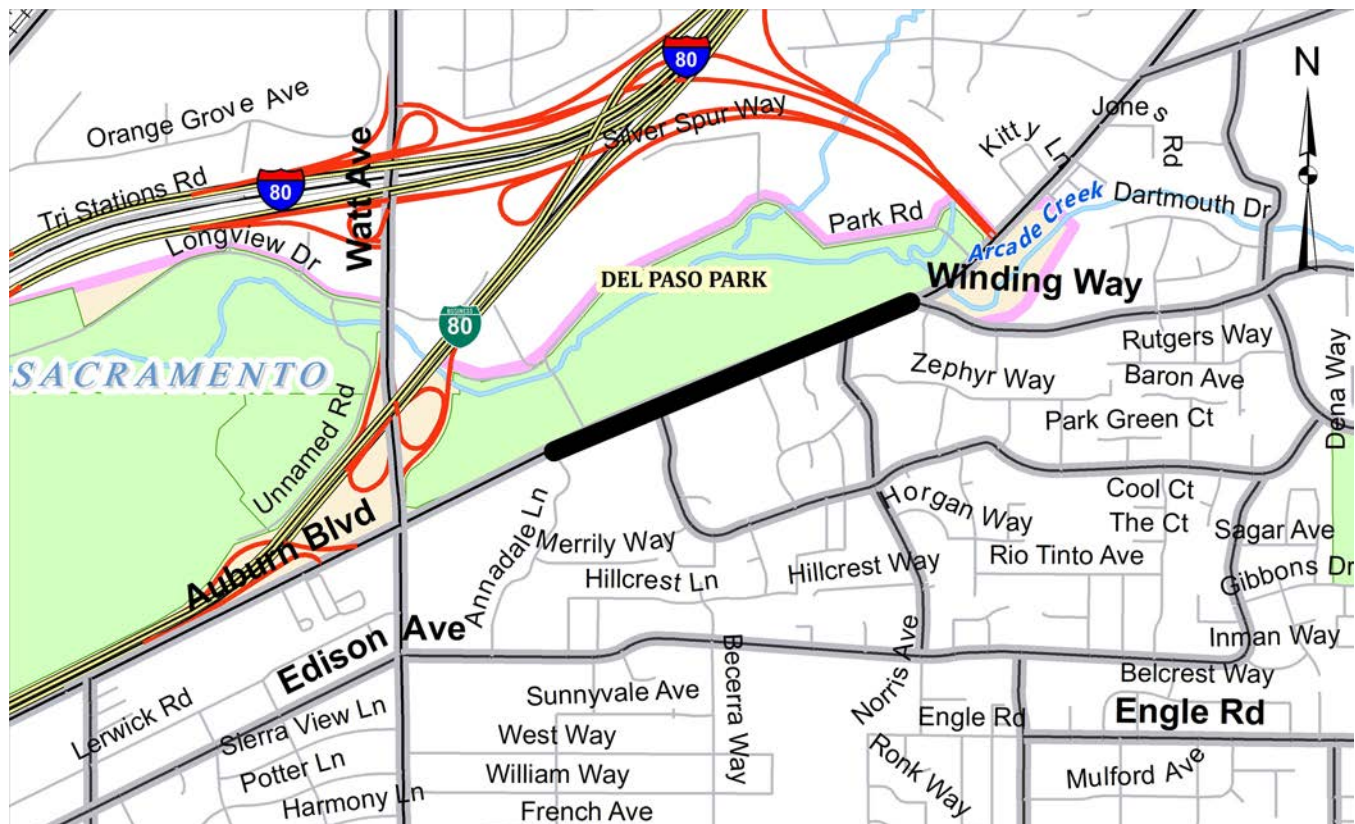 80
N
Orange Grove Ave
Silver Spur Way
Jones Rd
Kitty Ln
Tri Stations Rd
80
Watt Ave
Longview Dr
Park Rd
Arcade Creek
Dartmouth Dr
DEL PASO PARK
Winding Way
BUSINESS
80
SACRAMENTO
Rutgers Way
Zephyr Way
Baron Ave
Dena Way
Park Green Ct
Unnamed Rd
Auburn Blvd
Annadale Ln
Merrily Way
Hillcrest Ln
Hillcrest Way
Horgan Way
Cool Ct
The Ct
Sagar Ave
Rio Tinto Ave
Gibbons Dr
Edison Ave
Inman Way
Becerra Way
Norris Ave
Belcrest Way
Lerwick Rd
Sierra View Ln
Sunnyvale Ave
Engle Rd
Engle Rd
West Way
Potter Ln
William Way
Ronk Way
Mulford Ave
Harmony Ln
French Ave